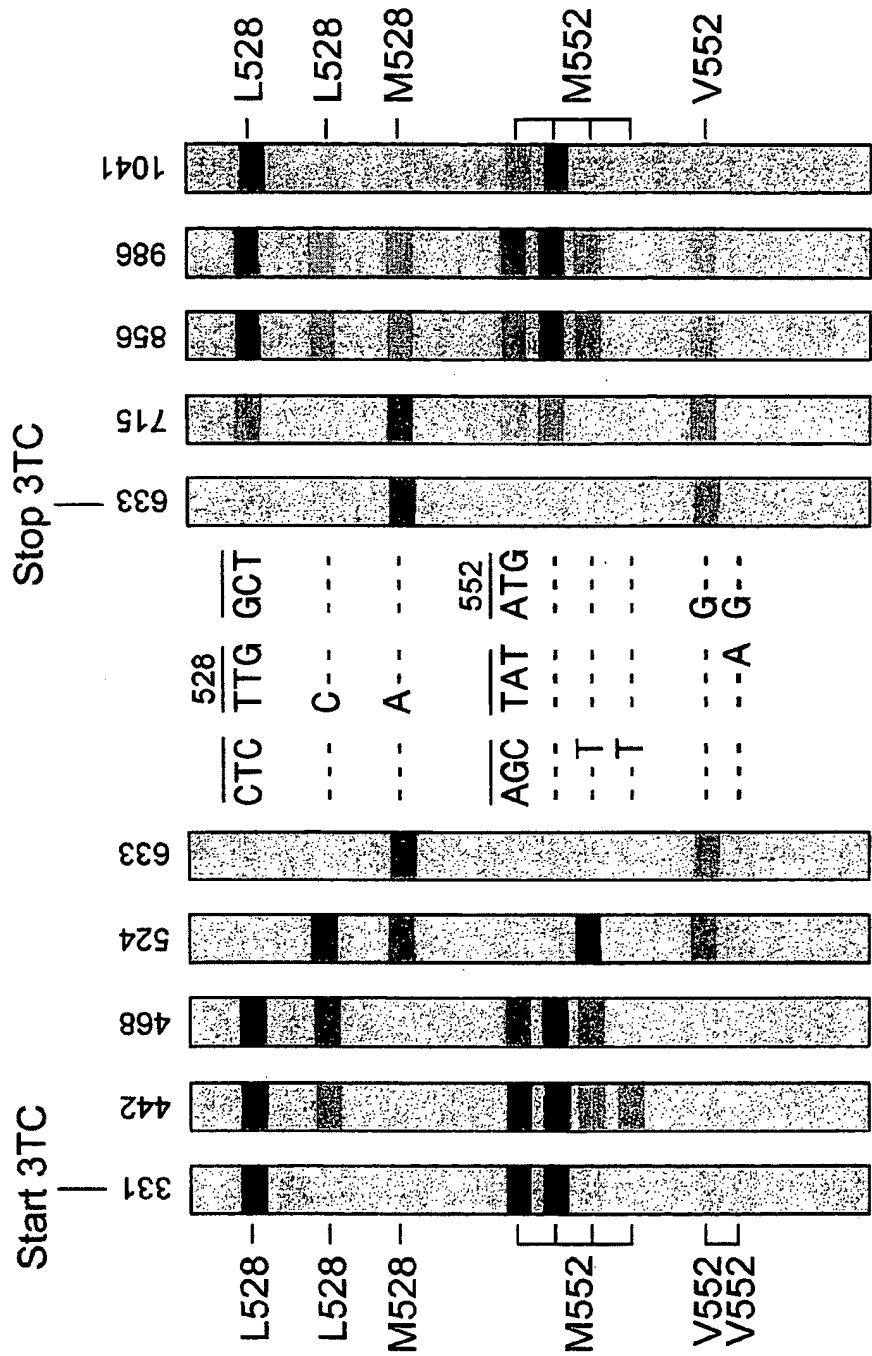 Start 3TC
Stop 3TC
331 442 468 524 633
633 715 856 986 1041
528
L528 CTC TTG GCT L528
L528 --- C-- --- L528
M528 --- A-- --- M528
552
AGC TAT ATG
--- --- ---
M552 --T --- --- M552
--T --- ---
V552 --- --- G-- V552
V552 --- --A G--